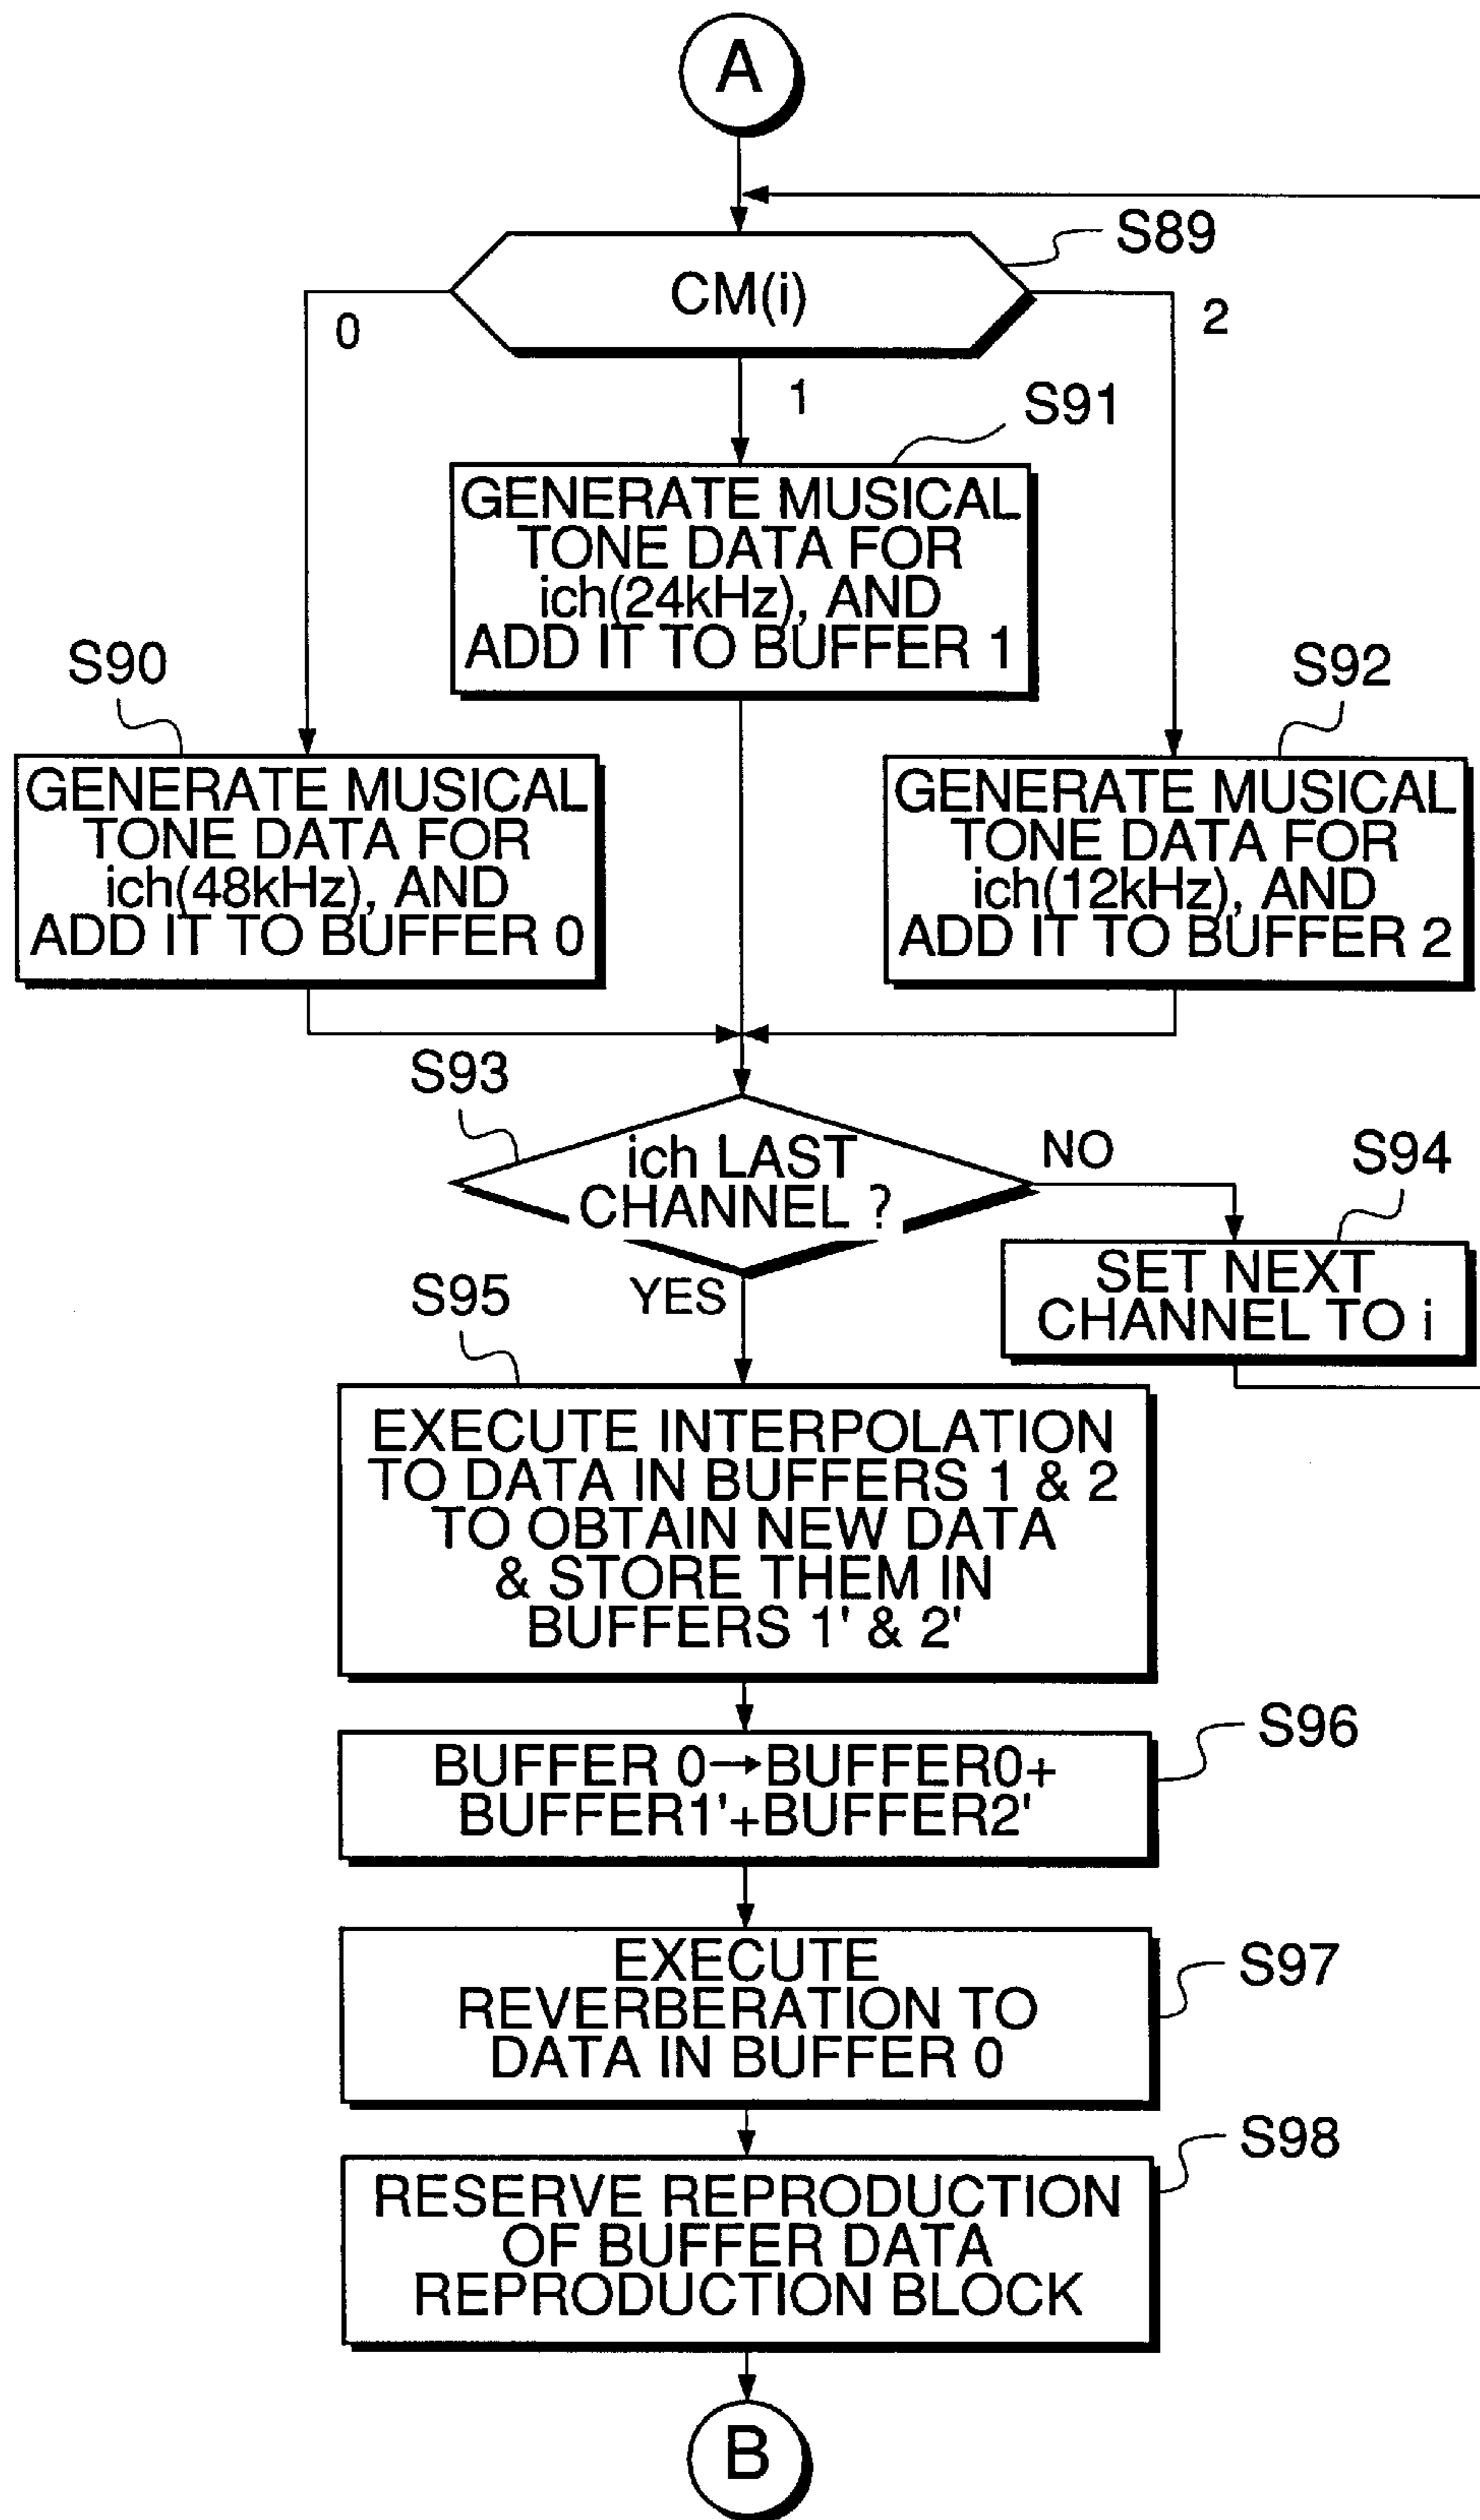 A
S89
CM(i)
0
2
1
S91
GENERATE MUSICAL
TONE DATA FOR
ich(24kHz), AND
ADD IT TO BUFFER 1
S90
S92
GENERATE MUSICAL
TONE DATA FOR
ich(48kHz), AND
ADD IT TO BUFFER 0
GENERATE MUSICAL
TONE DATA FOR
ich(12kHz), AND
ADD IT TO BUFFER 2
S93
ich LAST
CHANNEL ?
NO
S94
YES
SET NEXT
CHANNEL TO i
S95
EXECUTE INTERPOLATION
TO DATA IN BUFFERS 1 & 2
TO OBTAIN NEW DATA
& STORE THEM IN
BUFFERS 1' & 2'
S96
BUFFER 0→BUFFER0+
BUFFER1'+BUFFER2'
S97
EXECUTE
REVERBERATION TO
DATA IN BUFFER 0
S98
RESERVE REPRODUCTION
OF BUFFER DATA
REPRODUCTION BLOCK
B